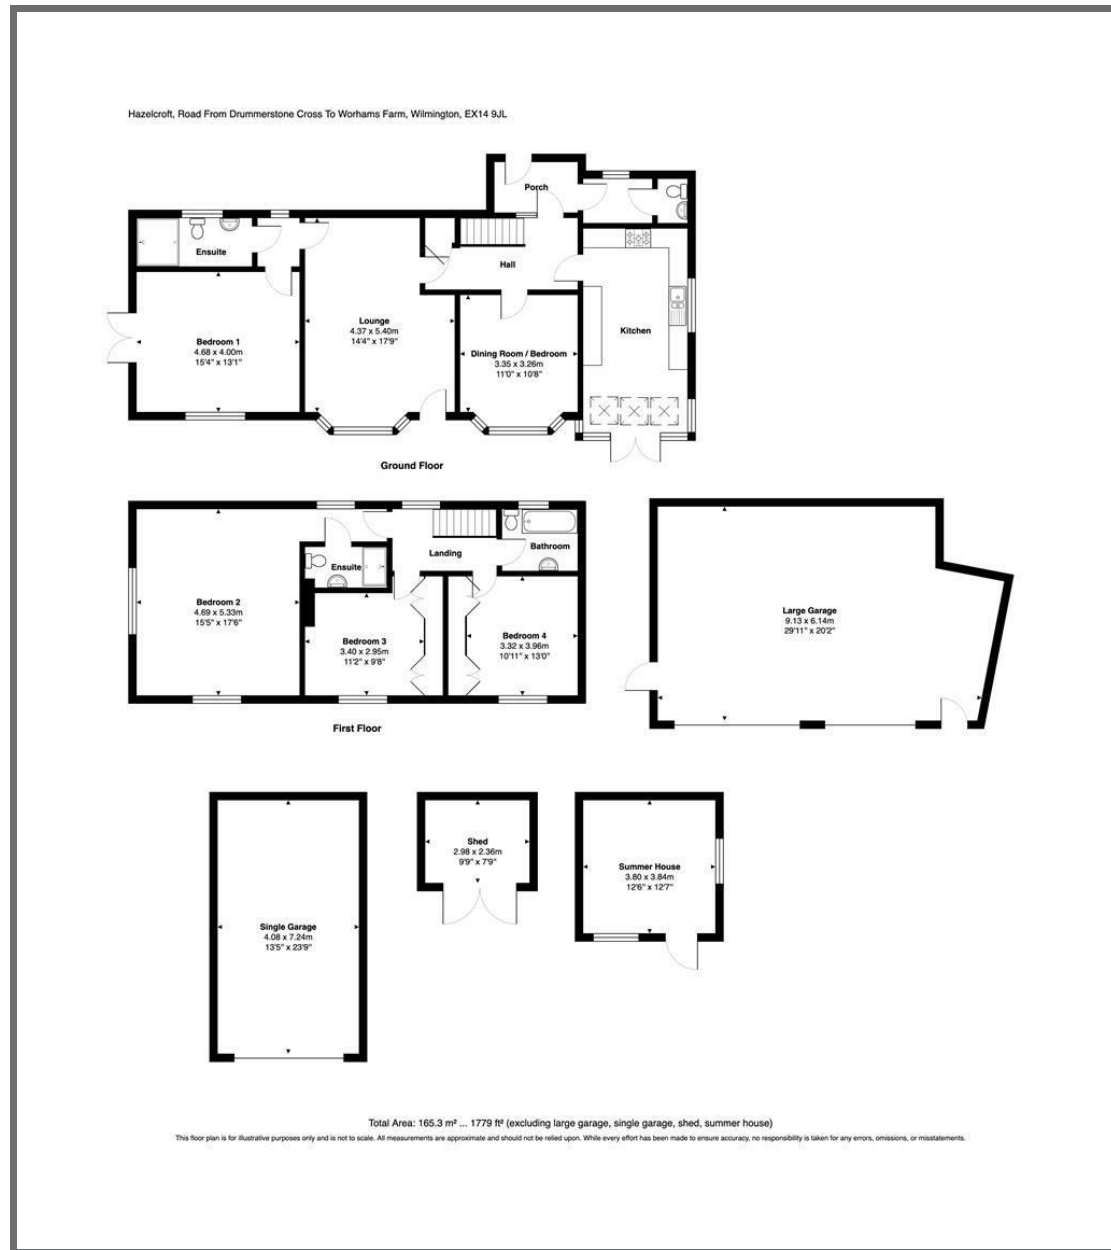 Hazelcroft, Road From Drummerstone Cross To Worhams Farm, Wilmington, EX14 9JL
Porch
Ensuite
Hall
Lounge
4.37 x 5.40m
14'4" x 17'9"
Kitchen
Bedroom 1
4.68 x 4.00m
15'4" x 13'1"
Dining Room / Bedroom
3.35 x 3.26m
11'0" x 10'8"
Ground Floor
Landing
Bathroom
Ensuite
Bedroom 2
4.69 x 5.33m
15'5" x 17'6"
Bedroom 3
3.40 x 2.95m
11'2" x 9'8"
Bedroom 4
3.32 x 3.96m
10'11" x 13'0"
First Floor
Large Garage
9.13 x 6.14m
29'11" x 20'2"
Single Garage
4.08 x 7.24m
13'5" x 23'9"
Shed
2.98 x 2.36m
9'9" x 7'9"
Summer House
3.80 x 3.84m
12'6" x 12'7"
Total Area: 165.3 m² ... 1779 ft² (excluding large garage, single garage, shed, summer house)
This floor plan is for illustrative purposes only and is not to scale. All measurements are approximate and should not be relied upon. While every effort has been made to ensure accuracy, no responsibility is taken for any errors, omissions, or misstatements.